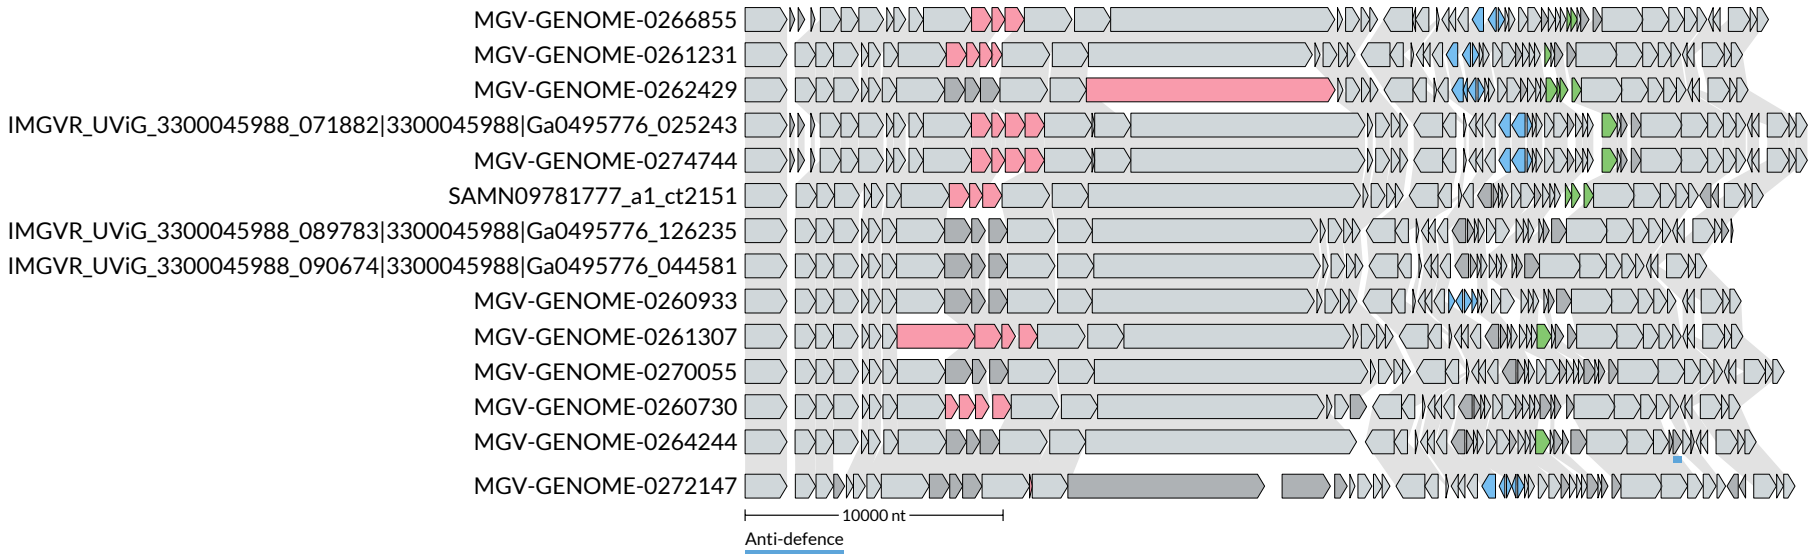 MGV-GENOME-0266855
MGV-GENOME-0261231
MGV-GENOME-0262429
IMGVR_UViG_3300045988_071882|3300045988|Ga0495776_025243
MGV-GENOME-0274744
SAMN09781777_a1_ct2151
IMGVR_UViG_3300045988_089783|3300045988|Ga0495776_126235
IMGVR_UViG_3300045988_090674|3300045988|Ga0495776_044581
MGV-GENOME-0260933
MGV-GENOME-0261307
MGV-GENOME-0270055
MGV-GENOME-0260730
MGV-GENOME-0264244
MGV-GENOME-0272147
10000 nt
Anti-defence